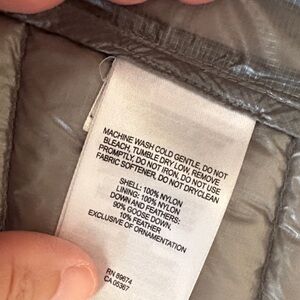 MACHINE WASH COLD GENTLE, DO NOT
BLEACH, TUMBLE DRY LOW, REMOVE
PROMPTLY, DO NOT IRON, DO NOT USE
FABRIC SOFTENER, DO NOT DRYCLEAN
SHELL: 100% NYLON
LINING: 100% NYLON
DOWN AND FEATHERS:
90% GOOSE DOWN,
10% FEATHER
EXCLUSIVE OF ORNAMENTATION
RN 89674
CA 05367